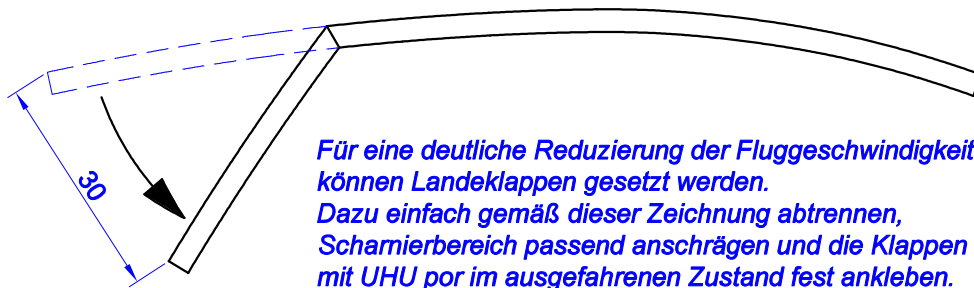 30
Für eine deutliche Reduzierung der Fluggeschwindigkeit
können Landeklappen gesetzt werden.
Dazu einfach gemäß dieser Zeichnung abtrennen,
Scharnierbereich passend anschrägen und die Klappen
mit UHU por im ausgefahrenen Zustand fest ankleben.